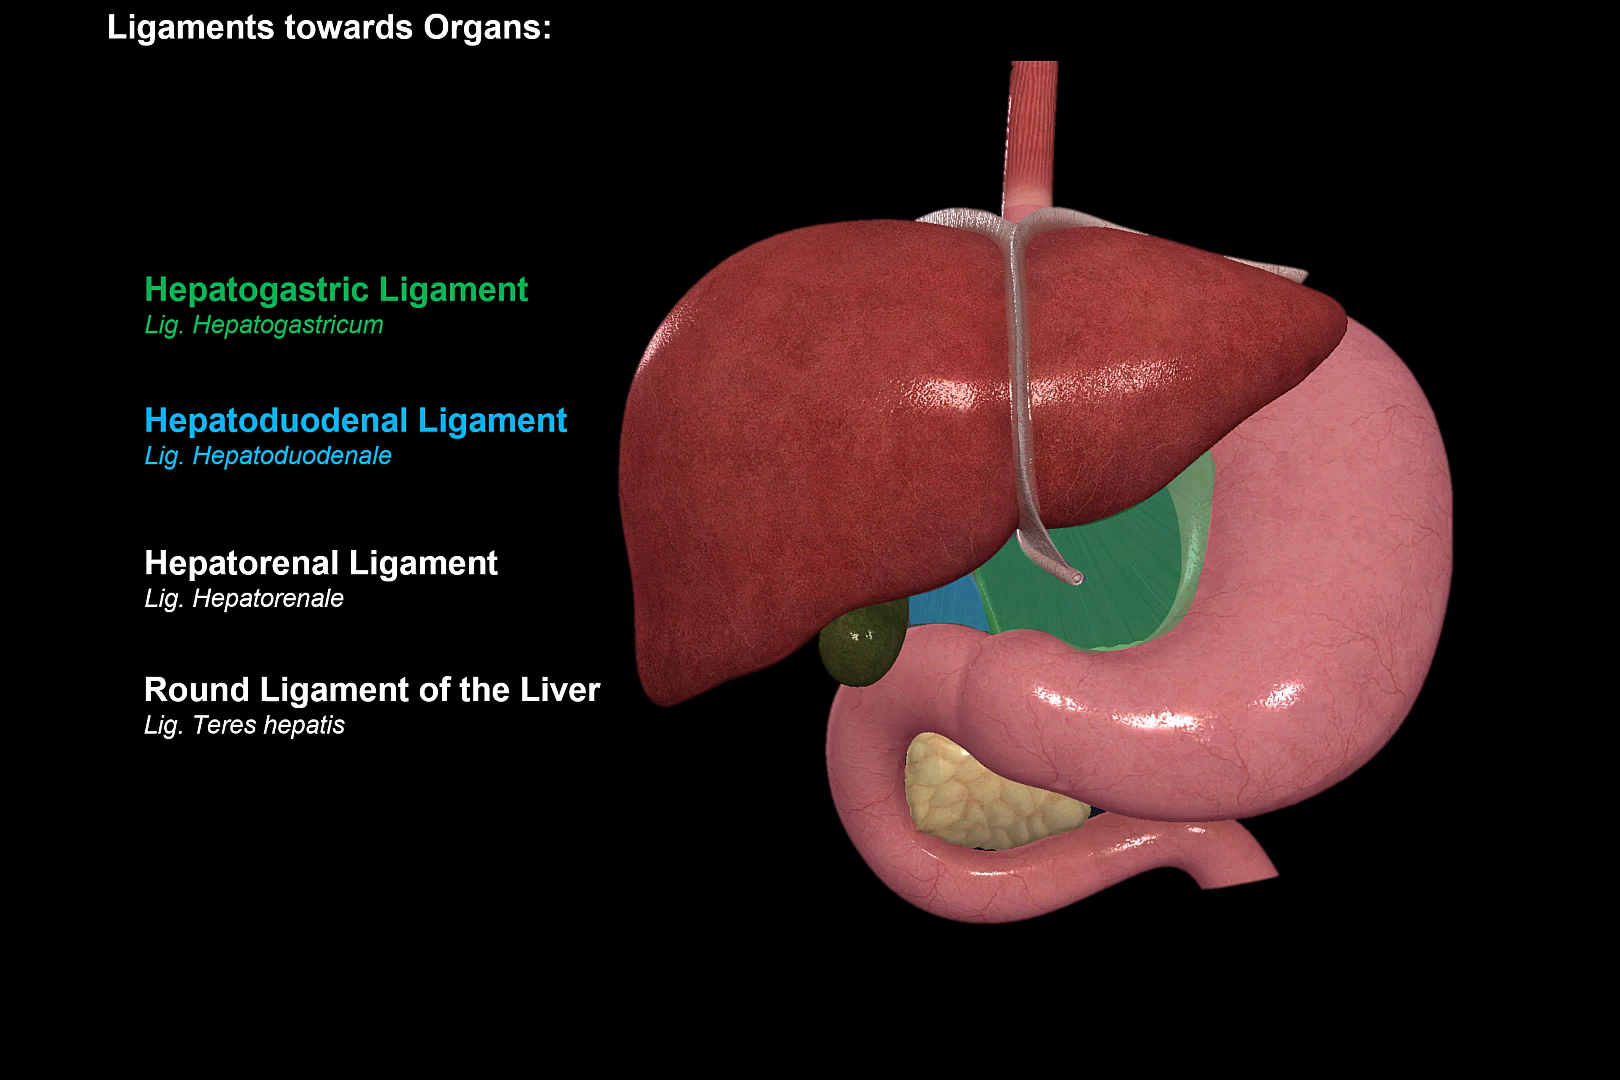 Ligaments towards Organs:
Hepatogastric Ligament
Lig. Hepatogastricum
Hepatoduodenal Ligament
Lig. Hepatoduodenale
Hepatorenal Ligament
Lig. Hepatorenale
Round Ligament of the Liver
Lig. Teres hepatis